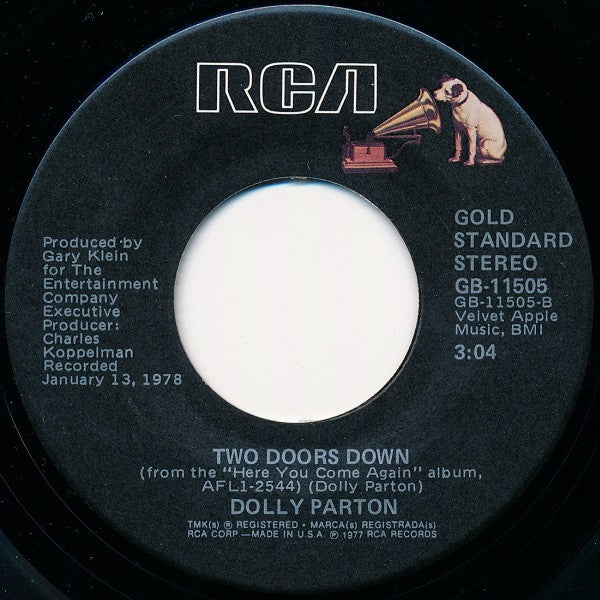 RCA
GOLD
STANDARD
STEREO
GB-11505
GB-11505-B
Velvet Apple
Music, BMI
3:04
Produced by
Gary Klein
for The
Entertainment
Company
Executive
Producer:
Charles
Koppelman
Recorded
January 13, 1978
TWO DOORS DOWN
(from the "Here You Come Again" album,
AFL1-2544) (Dolly Parton)
DOLLY PARTON
TMK(s) ® REGISTERED • MARCA(s) REGISTRADA(s)
RCA CORP —MADE IN U.S.A. ℗ 1977 RCA RECORDS